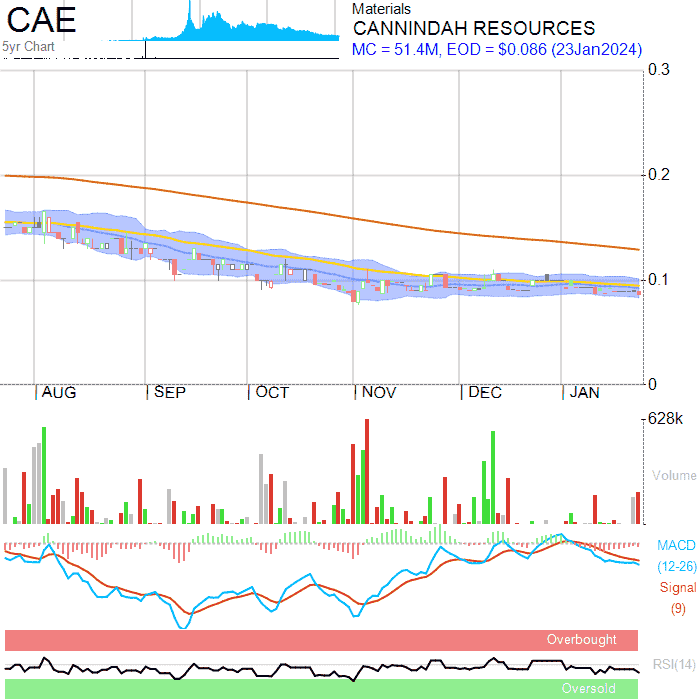 CAE
5yr Chart
Materials
CANNINDAH RESOURCES
MC = 51.4M, EOD = $0.086 (23Jan2024)
0.3
0.2
0.1
0
AUG SEP OCT NOV DEC JAN
628k
Volume
MACD
(12-26)
Signal
(9)
Overbought
RSI(14)
Oversold